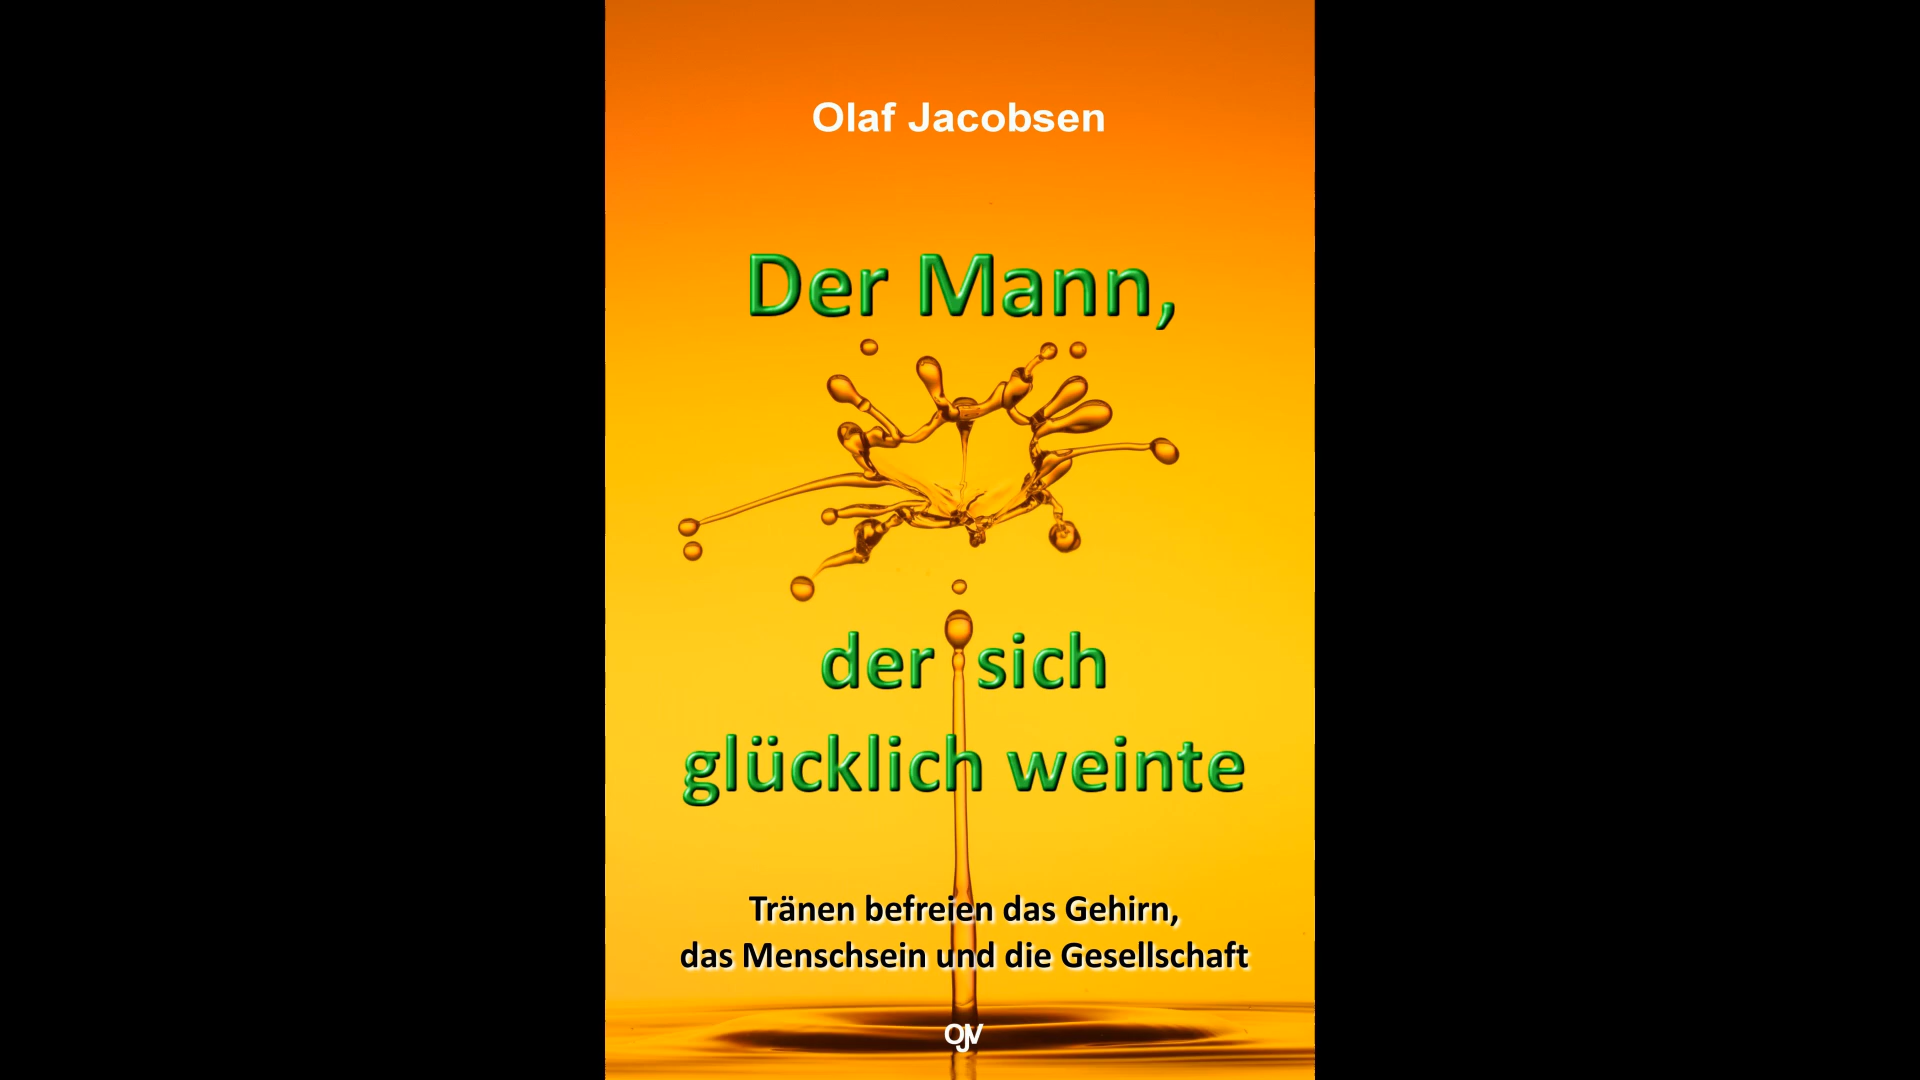 Olaf Jacobsen
Der Mann,
der sich
glücklich weinte
Tränen befreien das Gehirn,
das Menschsein und die Gesellschaft
OJV